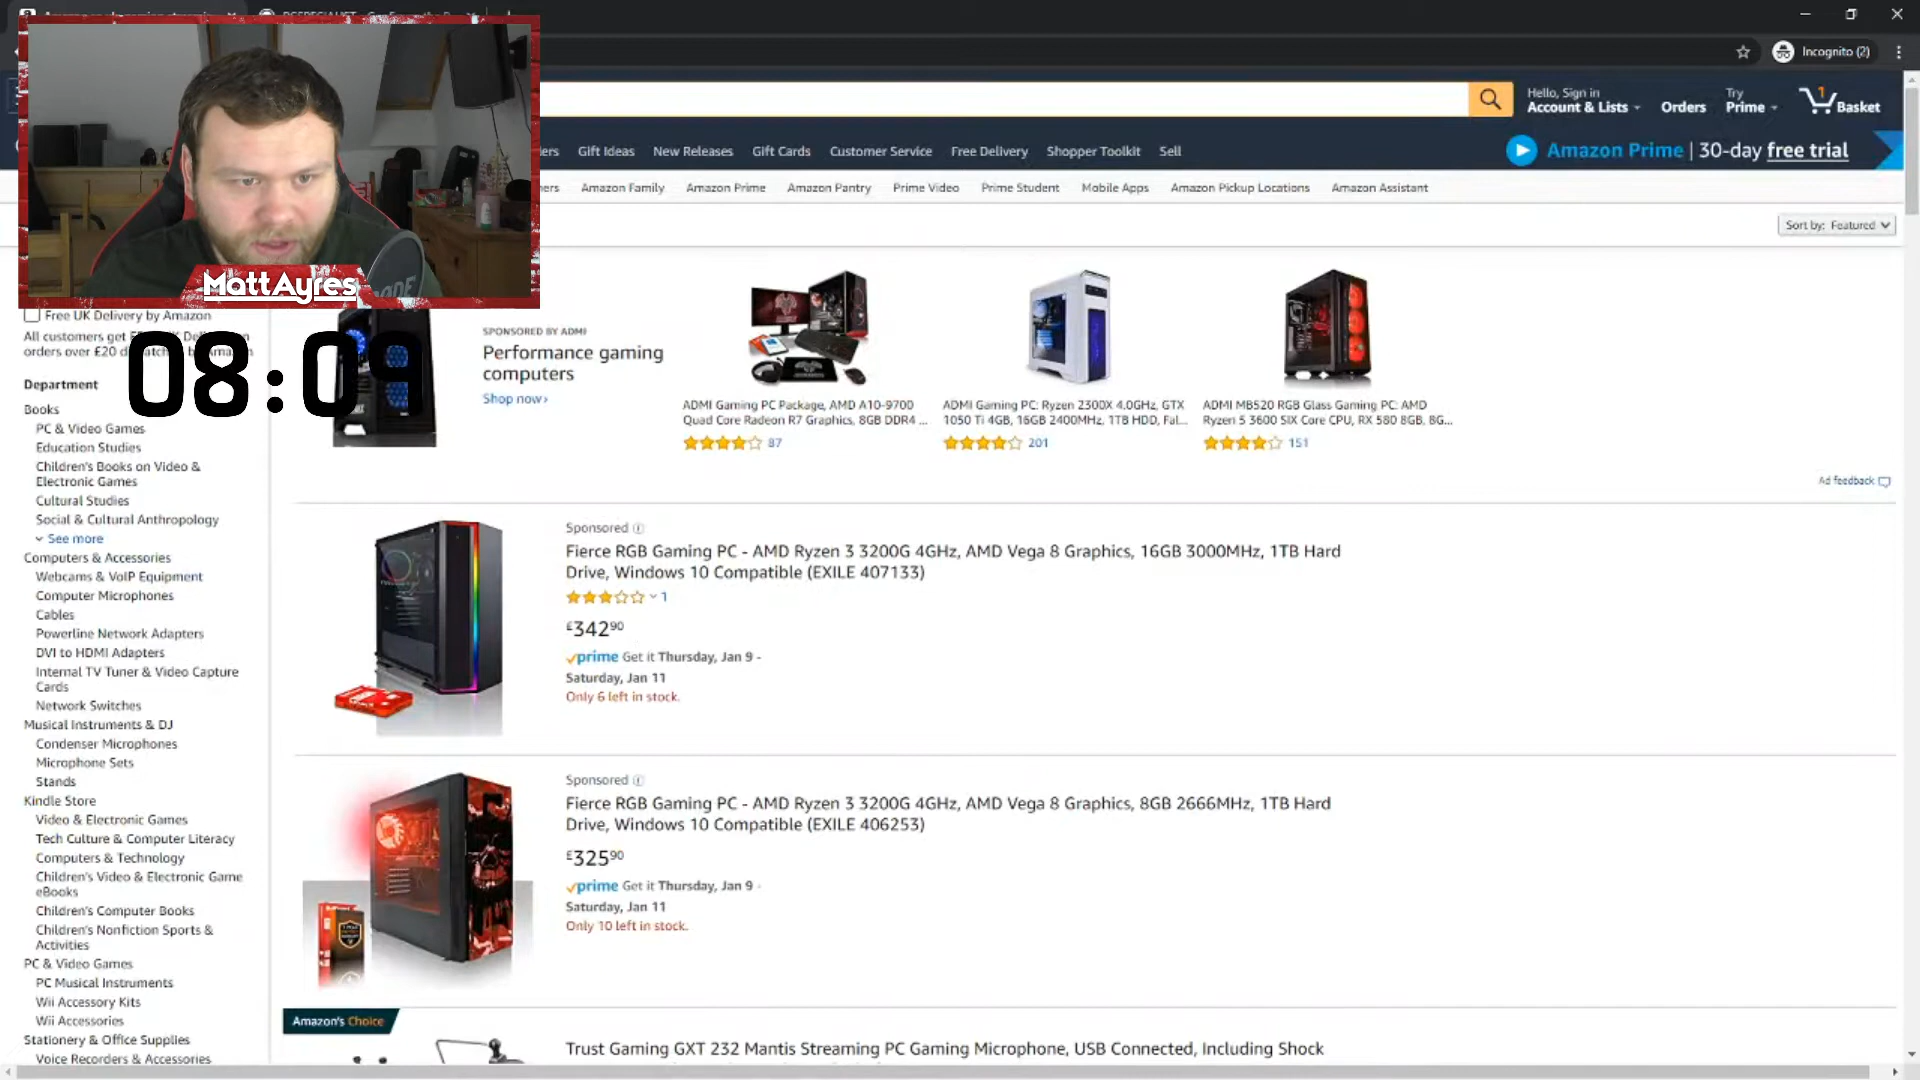 Incognito (2)
Hello, Sign in
Account & Lists
Orders
Try
Prime
1
Basket
Gift Ideas
New Releases
Gift Cards
Customer Service
Free Delivery
Shopper Toolkit
Sell
Amazon Prime | 30-day free trial
Amazon Family
Amazon Prime
Amazon Pantry
Prime Video
Prime Student
Mobile Apps
Amazon Pickup Locations
Amazon Assistant
Sort by: Featured
MattAyres
08:09
Free UK Delivery by Amazon
All customers get
orders over £20
Department
Books
PC & Video Games
Education Studies
Children's Books on Video &
Electronic Games
Cultural Studies
Social & Cultural Anthropology
See more
Computers & Accessories
Webcams & VoIP Equipment
Computer Microphones
Cables
Powerline Network Adapters
DVI to HDMI Adapters
Internal TV Tuner & Video Capture
Cards
Network Switches
Musical Instruments & DJ
Condenser Microphones
Microphone Sets
Stands
Kindle Store
Video & Electronic Games
Tech Culture & Computer Literacy
Computers & Technology
Children's Video & Electronic Game
eBooks
Children's Computer Books
Children's Nonfiction Sports &
Activities
PC & Video Games
PC Musical Instruments
Wii Accessory Kits
Wii Accessories
Stationery & Office Supplies
Voice Recorders & Accessories
SPONSORED BY ADMI
Performance gaming
computers
Shop now›
ADMI Gaming PC Package, AMD A10-9700
Quad Core Radeon R7 Graphics, 8GB DDR4 ...
87
ADMI Gaming PC: Ryzen 2300X 4.0GHz, GTX
1050 Ti 4GB, 16GB 2400MHz, 1TB HDD, Fal...
201
ADMI MB520 RGB Glass Gaming PC: AMD
Ryzen 5 3600 SIX Core CPU, RX 580 8GB, 8G...
151
Ad feedback
Sponsored
Fierce RGB Gaming PC - AMD Ryzen 3 3200G 4GHz, AMD Vega 8 Graphics, 16GB 3000MHz, 1TB Hard
Drive, Windows 10 Compatible (EXILE 407133)
1
£342.90
prime Get it Thursday, Jan 9 -
Saturday, Jan 11
Only 6 left in stock.
Sponsored
Fierce RGB Gaming PC - AMD Ryzen 3 3200G 4GHz, AMD Vega 8 Graphics, 8GB 2666MHz, 1TB Hard
Drive, Windows 10 Compatible (EXILE 406253)
£325.90
prime Get it Thursday, Jan 9 -
Saturday, Jan 11
Only 10 left in stock.
Amazon's Choice
Trust Gaming GXT 232 Mantis Streaming PC Gaming Microphone, USB Connected, Including Shock